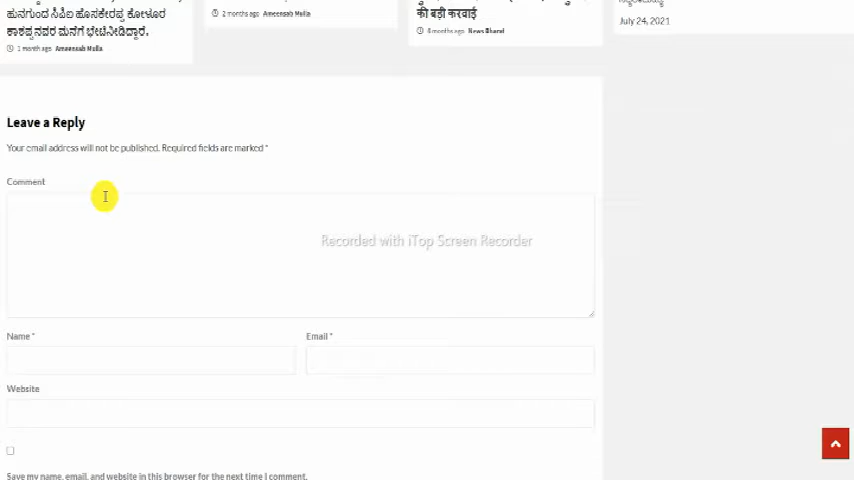 ಹುನಗುಂದ ಸಿಪಿಐ ಹೊಸಕೇರಪ್ಪ ಕೋಳೂರ
ಕಾಶಪ್ಪನವರ ಮನೆಗೆ ಭೇಟಿನೀಡಿದ್ದಾರೆ.
1 month ago Ameensab Mulla
2 months ago Ameensab Mulla
की बड़ी कारवाई
8 months ago News Bharat
July 24, 2021
Leave a Reply
Your email address will not be published. Required fields are marked *
Comment
Recorded with iTop Screen Recorder
Name *
Email *
Website
Save my name, email, and website in this browser for the next time I comment.